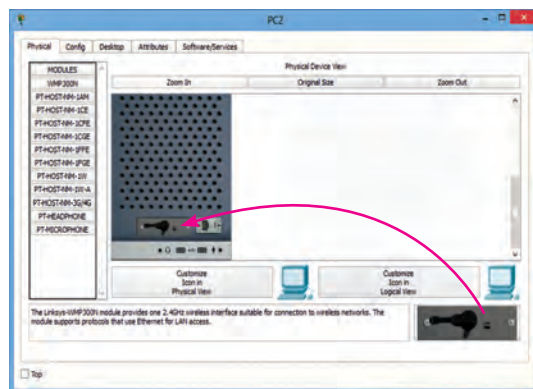 PC2
Physical Config Desktop Attributes Software/Services
MODULES
WMP300N
PT-HOST-NM-1AM
PT-HOST-NM-1CE
PT-HOST-NM-1CFE
PT-HOST-NM-1CGE
PT-HOST-NM-1FFE
PT-HOST-NM-1FGE
PT-HOST-NM-1W
PT-HOST-NM-1W-A
PT-HOST-NM-3G/4G
PT-HEADPHONE
PT-MICROPHONE
Physical Device View
Zoom In Original Size Zoom Out
Customize
Icon in
Physical View
Customize
Icon in
Logical View
The Linksys-WMP300N module provides one 2.4GHz wireless interface suitable for connection to wireless networks. The
module supports protocols that use Ethernet for LAN access.
Top